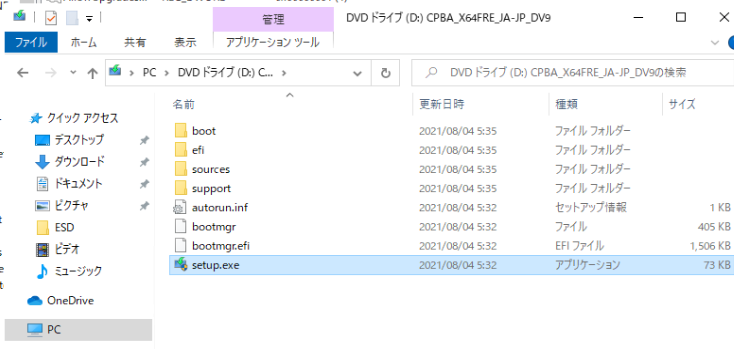 管理
DVD ドライブ (D:) CPBA_X64FRE_JA-JP_DV9
ファイル ホーム 共有 表示 アプリケーション ツール
PC DVD ドライブ (D:) C... DVD ドライブ (D:) CPBA_X64FRE_JA-JP_DV9の検索
名前 更新日時 種類 サイズ
クイック アクセス
デスクトップ
ダウンロード
ドキュメント
ピクチャ
ESD
ビデオ
ミュージック
OneDrive
PC
boot 2021/08/04 5:35 ファイル フォルダー
efi 2021/08/04 5:35 ファイル フォルダー
sources 2021/08/04 5:35 ファイル フォルダー
support 2021/08/04 5:35 ファイル フォルダー
autorun.inf 2021/08/04 5:32 セットアップ情報 1 KB
bootmgr 2021/08/04 5:32 ファイル 405 KB
bootmgr.efi 2021/08/04 5:32 EFI ファイル 1,506 KB
setup.exe 2021/08/04 5:32 アプリケーション 73 KB